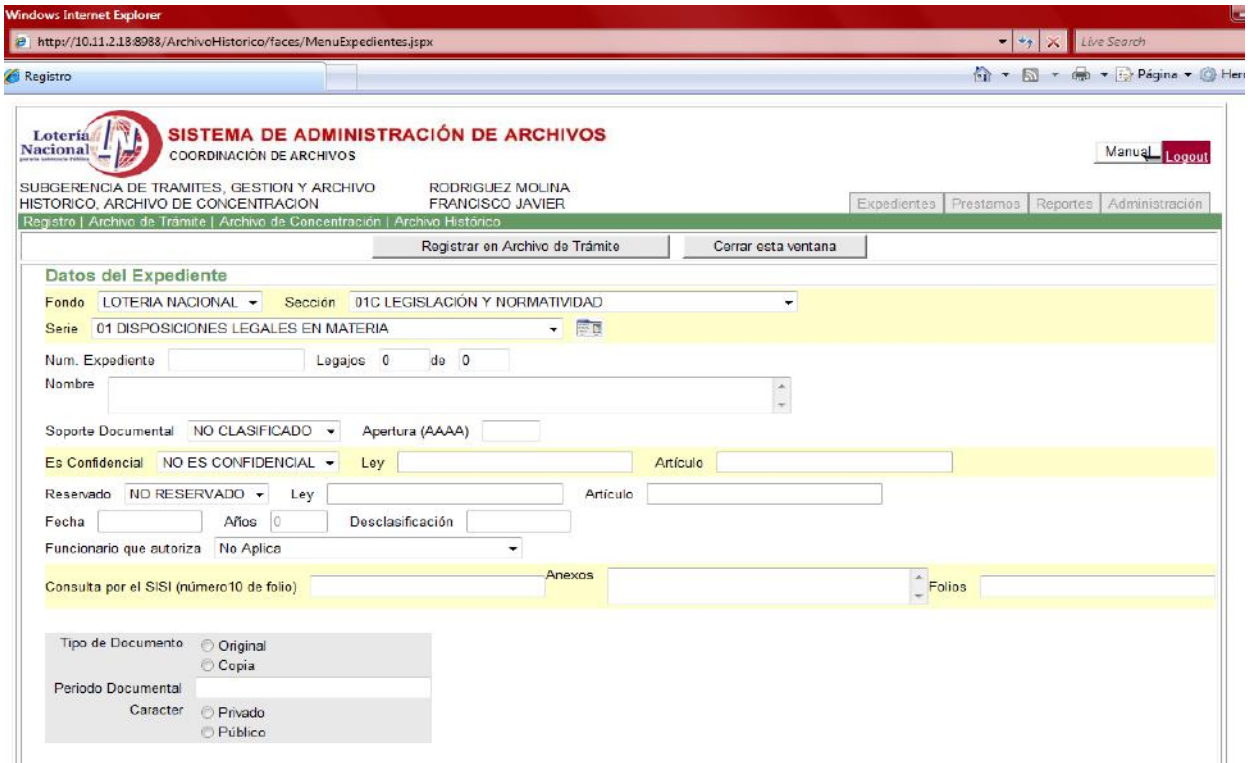 Windows Internet Explorer
http://10.11.2.18:8988/ArchivoHistorico/faces/MenuExpedientes.jspx Live Search
Registro Página Her
Lotería Nacional SISTEMA DE ADMINISTRACIÓN DE ARCHIVOS
COORDINACIÓN DE ARCHIVOS
Manual Logout
SUBGERENCIA DE TRAMITES, GESTION Y ARCHIVO RODRIGUEZ MOLINA
HISTORICO, ARCHIVO DE CONCENTRACION FRANCISCO JAVIER Expedientes Prestamos Reportes Administración
Registro | Archivo de Trámite | Archivo de Concentración | Archivo Histórico
Registrar en Archivo de Trámite Cerrar esta ventana
Datos del Expediente
Fondo LOTERIA NACIONAL Sección 01C LEGISLACIÓN Y NORMATIVIDAD
Serie 01 DISPOSICIONES LEGALES EN MATERIA
Num. Expediente Legajos 0 de 0
Nombre
Soporte Documental NO CLASIFICADO Apertura (AAAA)
Es Confidencial NO ES CONFIDENCIAL Ley Artículo
Reservado NO RESERVADO Ley Artículo
Fecha Años 0 Desclasificación
Funcionario que autoriza No Aplica
Consulta por el SISI (número10 de folio) Anexos Folios
Tipo de Documento Original
Copia
Periodo Documental
Caracter Privado
Público